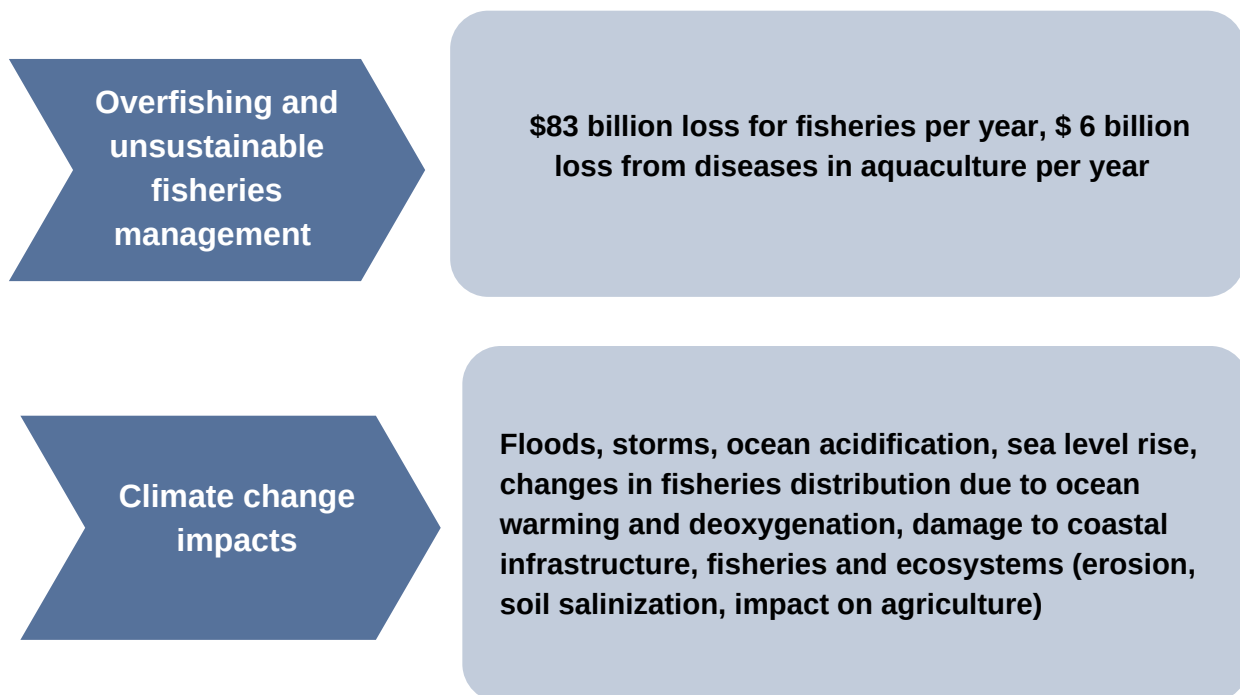 Overfishing and
unsustainable
fisheries
management
$83 billion loss for fisheries per year, $ 6 billion
loss from diseases in aquaculture per year
Climate change
impacts
Floods, storms, ocean acidification, sea level rise,
changes in fisheries distribution due to ocean
warming and deoxygenation, damage to coastal
infrastructure, fisheries and ecosystems (erosion,
soil salinization, impact on agriculture)